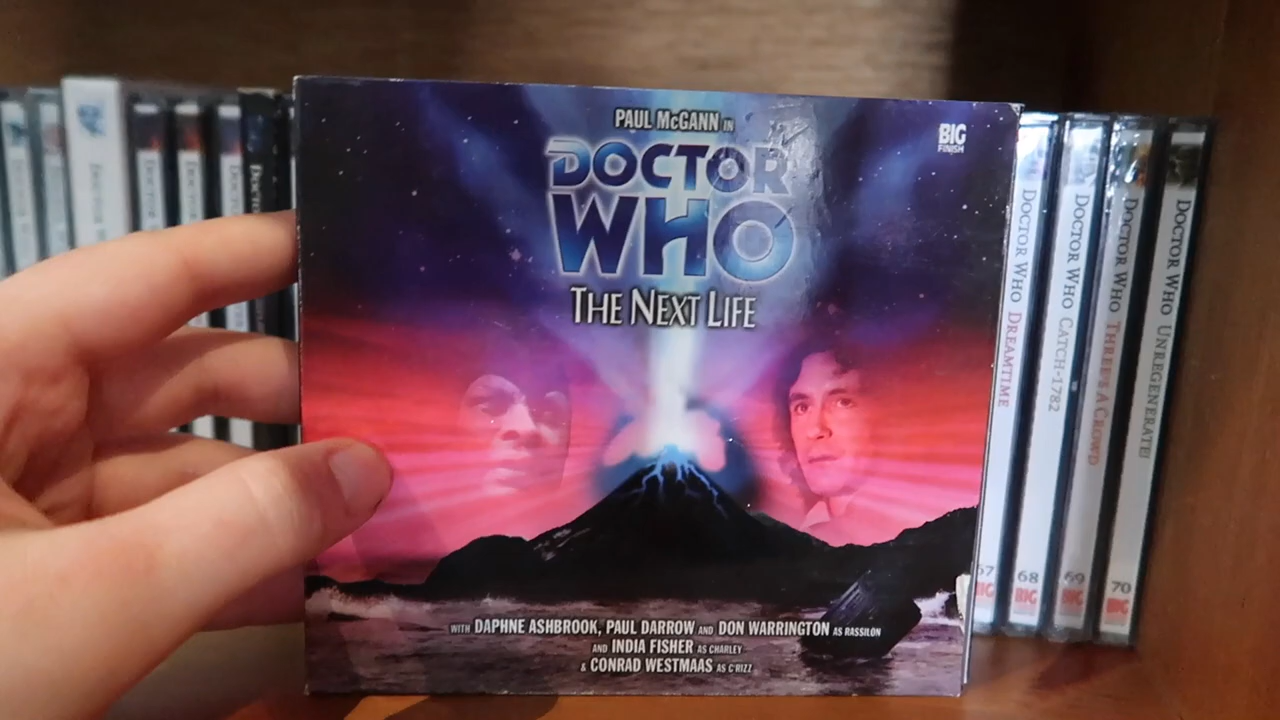 PAUL McGANN IN
DOCTOR
WHO
THE NEXT LIFE
BIG
FINISH
WITH DAPHNE ASHBROOK, PAUL DARROW AND DON WARRINGTON AS RASSILON
AND INDIA FISHER AS CHARLEY
& CONRAD WESTMAAS AS C'RIZZ
DOCTOR WHO DREAMTIME
67
BIG
DOCTOR WHO CATCH-1782
68
BIG
DOCTOR WHO THREE'S A CROWD
69
BIG
DOCTOR WHO UNREGENERATE!
70
BIG